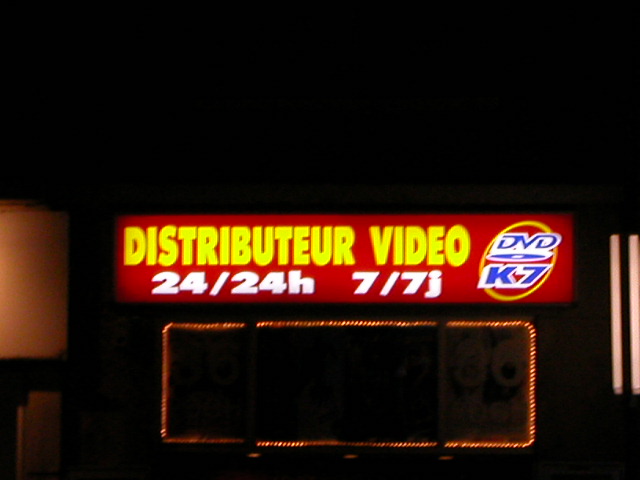 DISTRIBUTEUR VIDEO
24/24h 7/7j
DVD
K7